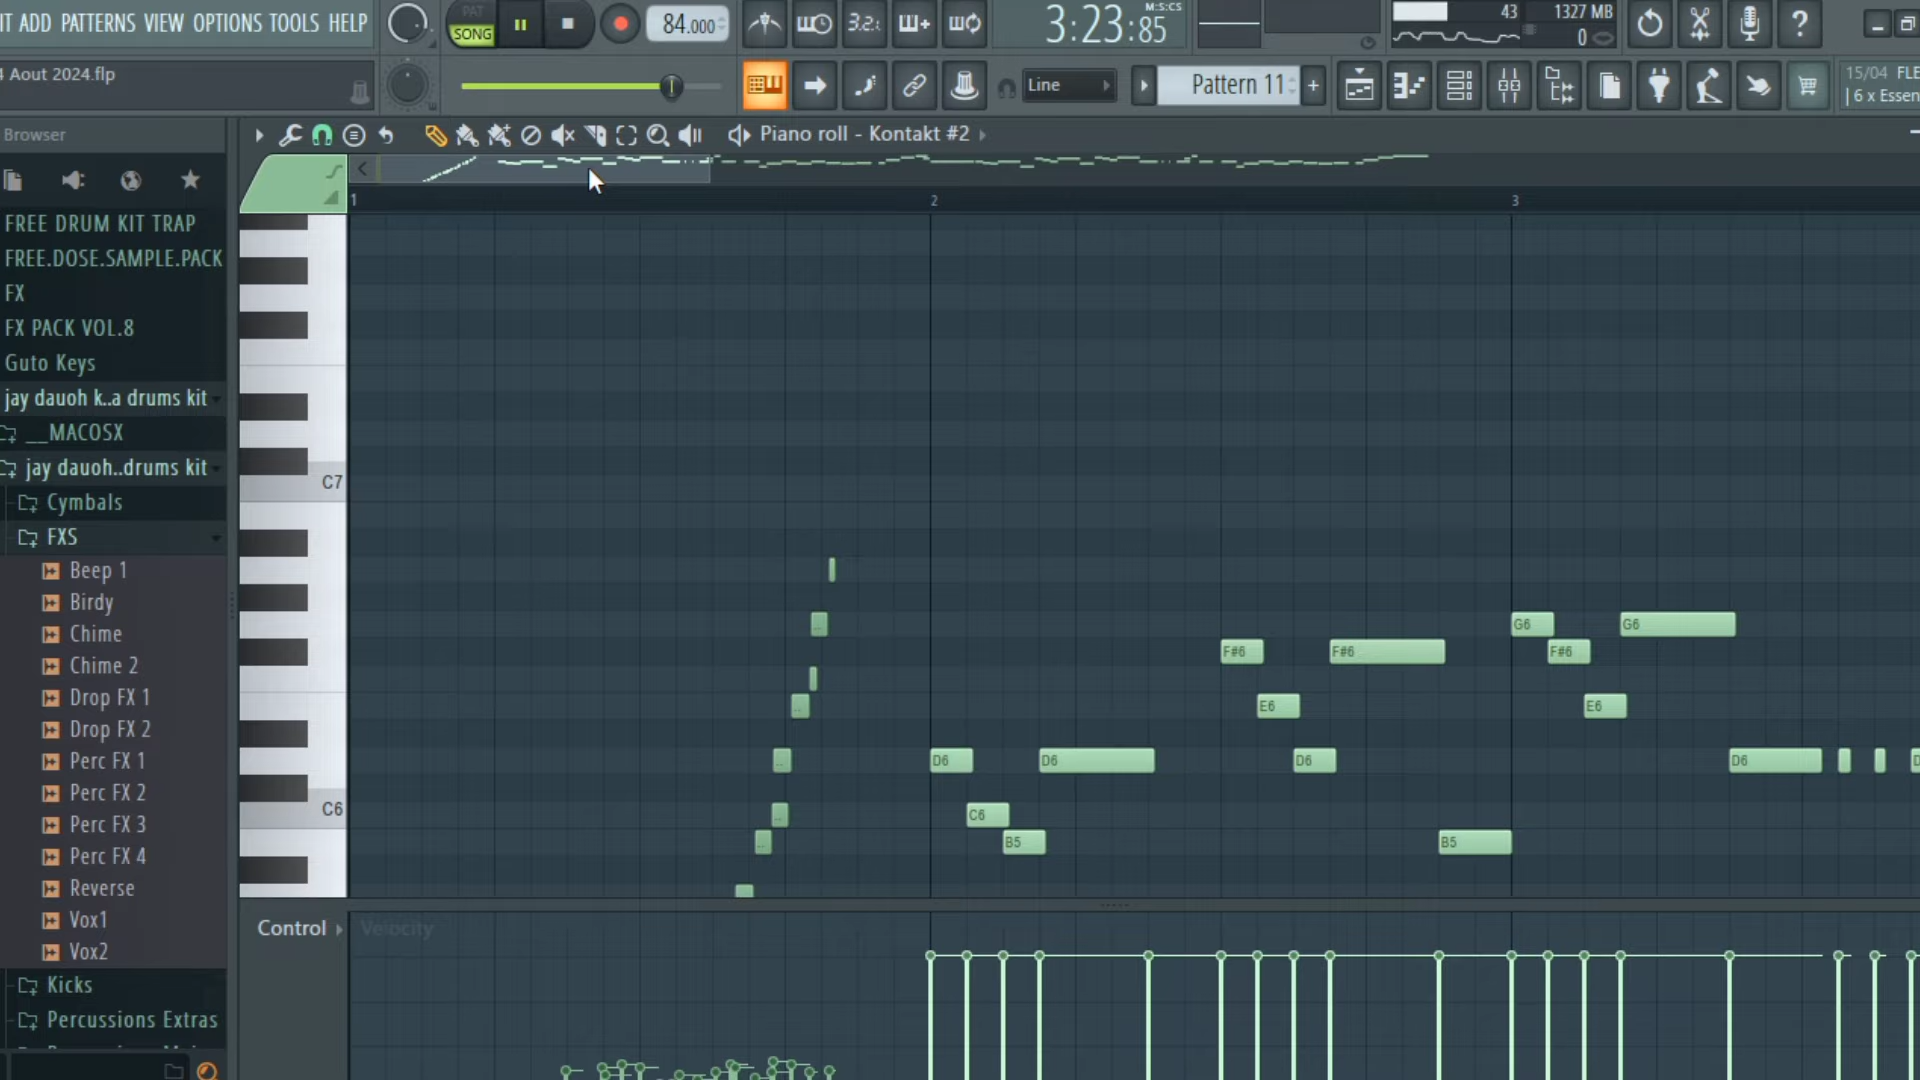 IT ADD PATTERNS VIEW OPTIONS TOOLS HELP
PAT
SONG
84.000
3:23:85
M:S:CS
43
1327 MB
0
4 Aout 2024.flp
Line
Pattern 11
15/04 FLE
6 x Essen
Browser
Piano roll - Kontakt #2
1
2
3
FREE DRUM KIT TRAP
FREE.DOSE.SAMPLE.PACK
FX
FX PACK VOL.8
Guto Keys
jay dauoh k..a drums kit
__MACOSX
jay dauoh..drums kit
Cymbals
FXS
Beep 1
Birdy
Chime
Chime 2
Drop FX 1
Drop FX 2
Perc FX 1
Perc FX 2
Perc FX 3
Perc FX 4
Reverse
Vox1
Vox2
Kicks
Percussions Extras
C7
C6
G6
G6
F#6
F#6
F#6
E6
E6
D6
D6
D6
D6
D
C6
B5
B5
Control
Velocity